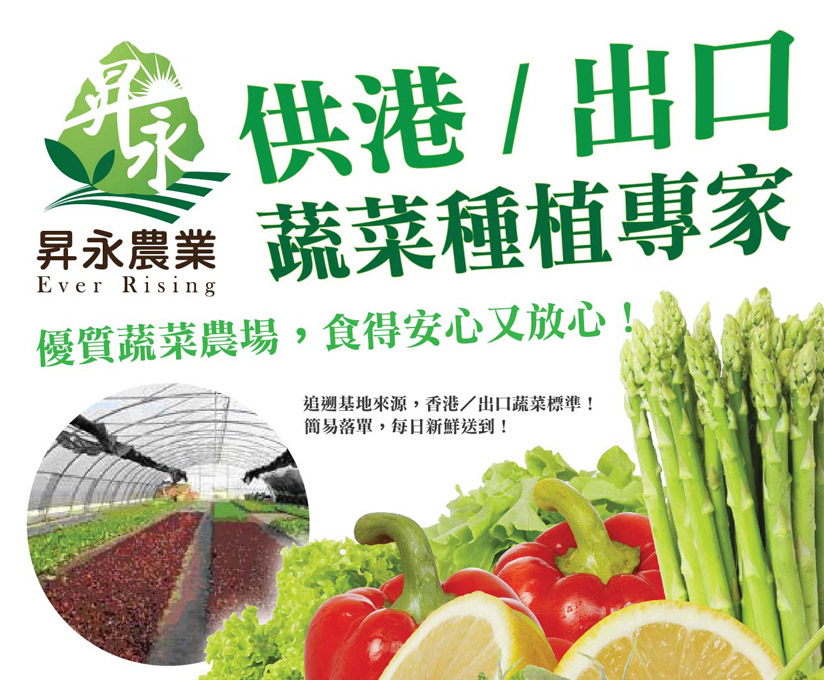 昇永
供港 / 出口
蔬菜種植專家
昇永農業
Ever Rising
優質蔬菜農場，食得安心又放心！
追遡基地來源，香港／出口蔬菜標準！
簡易落單，每日新鮮送到！